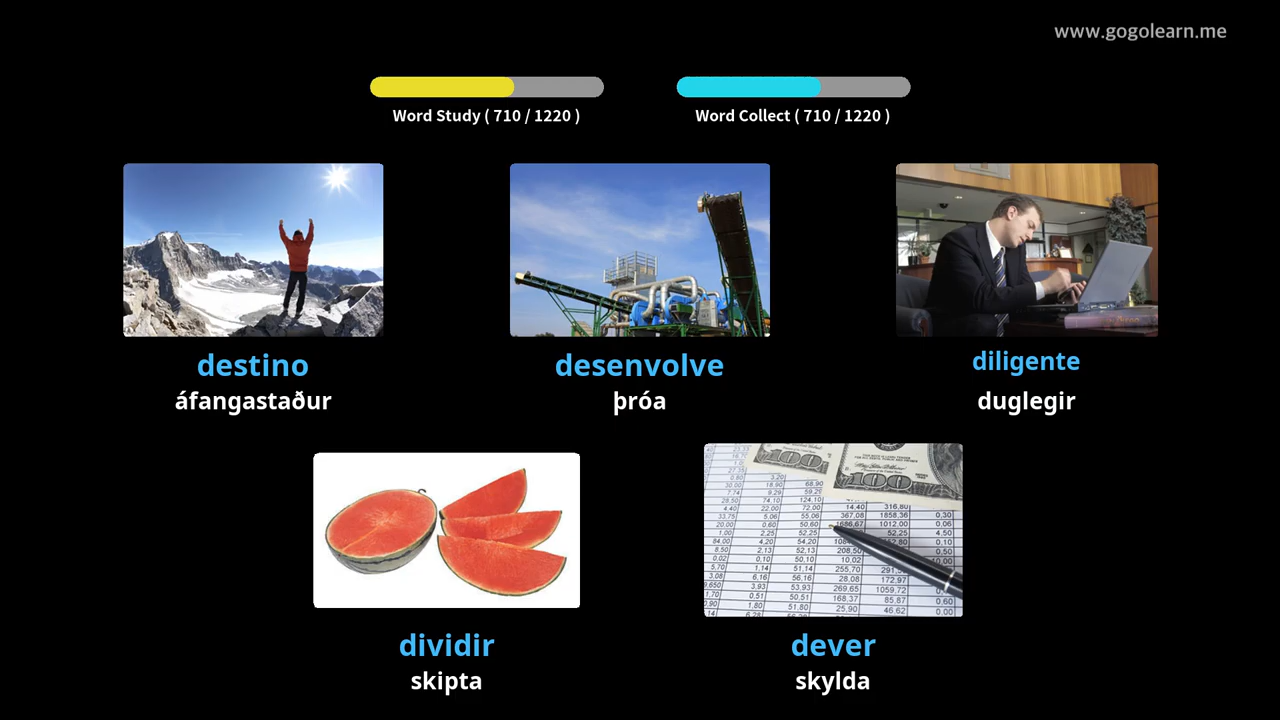 www.gogolearn.me
Word Study ( 710 / 1220 )
Word Collect ( 710 / 1220 )
destino
áfangastaður
desenvolve
þróa
diligente
duglegir
dividir
skipta
dever
skylda